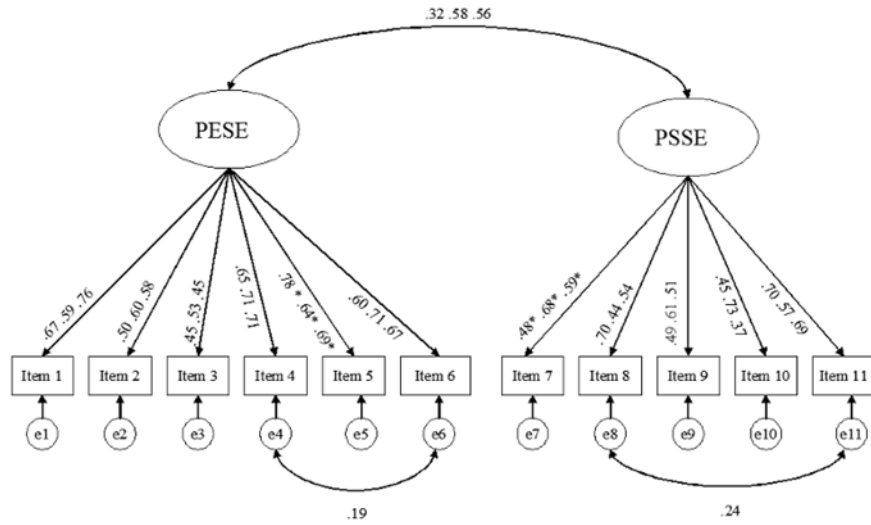 .32 .58 .56
PESE
PSSE
.67 .59 .76
.50 .60 .58
.45 .53 .45
.65 .71 .71
.78 * .64* .69*
.60 .71 .67
.48* .68* .59*
.70 .44 .54
.49 .61 .51
.45 .73 .37
.70 .57 .69
Item 1 Item 2 Item 3 Item 4 Item 5 Item 6 Item 7 Item 8 Item 9 Item 10 Item 11
e1 e2 e3 e4 e5 e6 e7 e8 e9 e10 e11
.19 .24